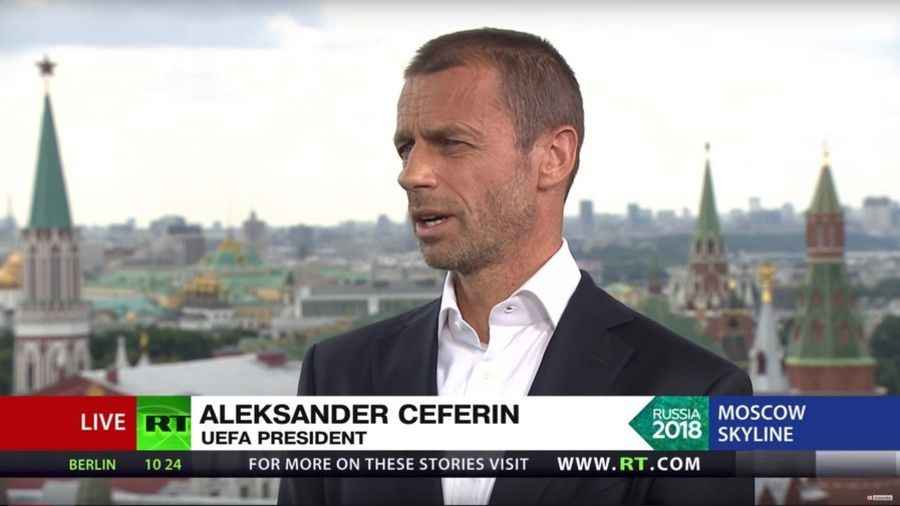 LIVE
RT
ALEKSANDER CEFERIN
UEFA PRESIDENT
RUSSIA
2018
MOSCOW
SKYLINE
BERLIN 10 24 FOR MORE ON THESE STORIES VISIT WWW.RT.COM